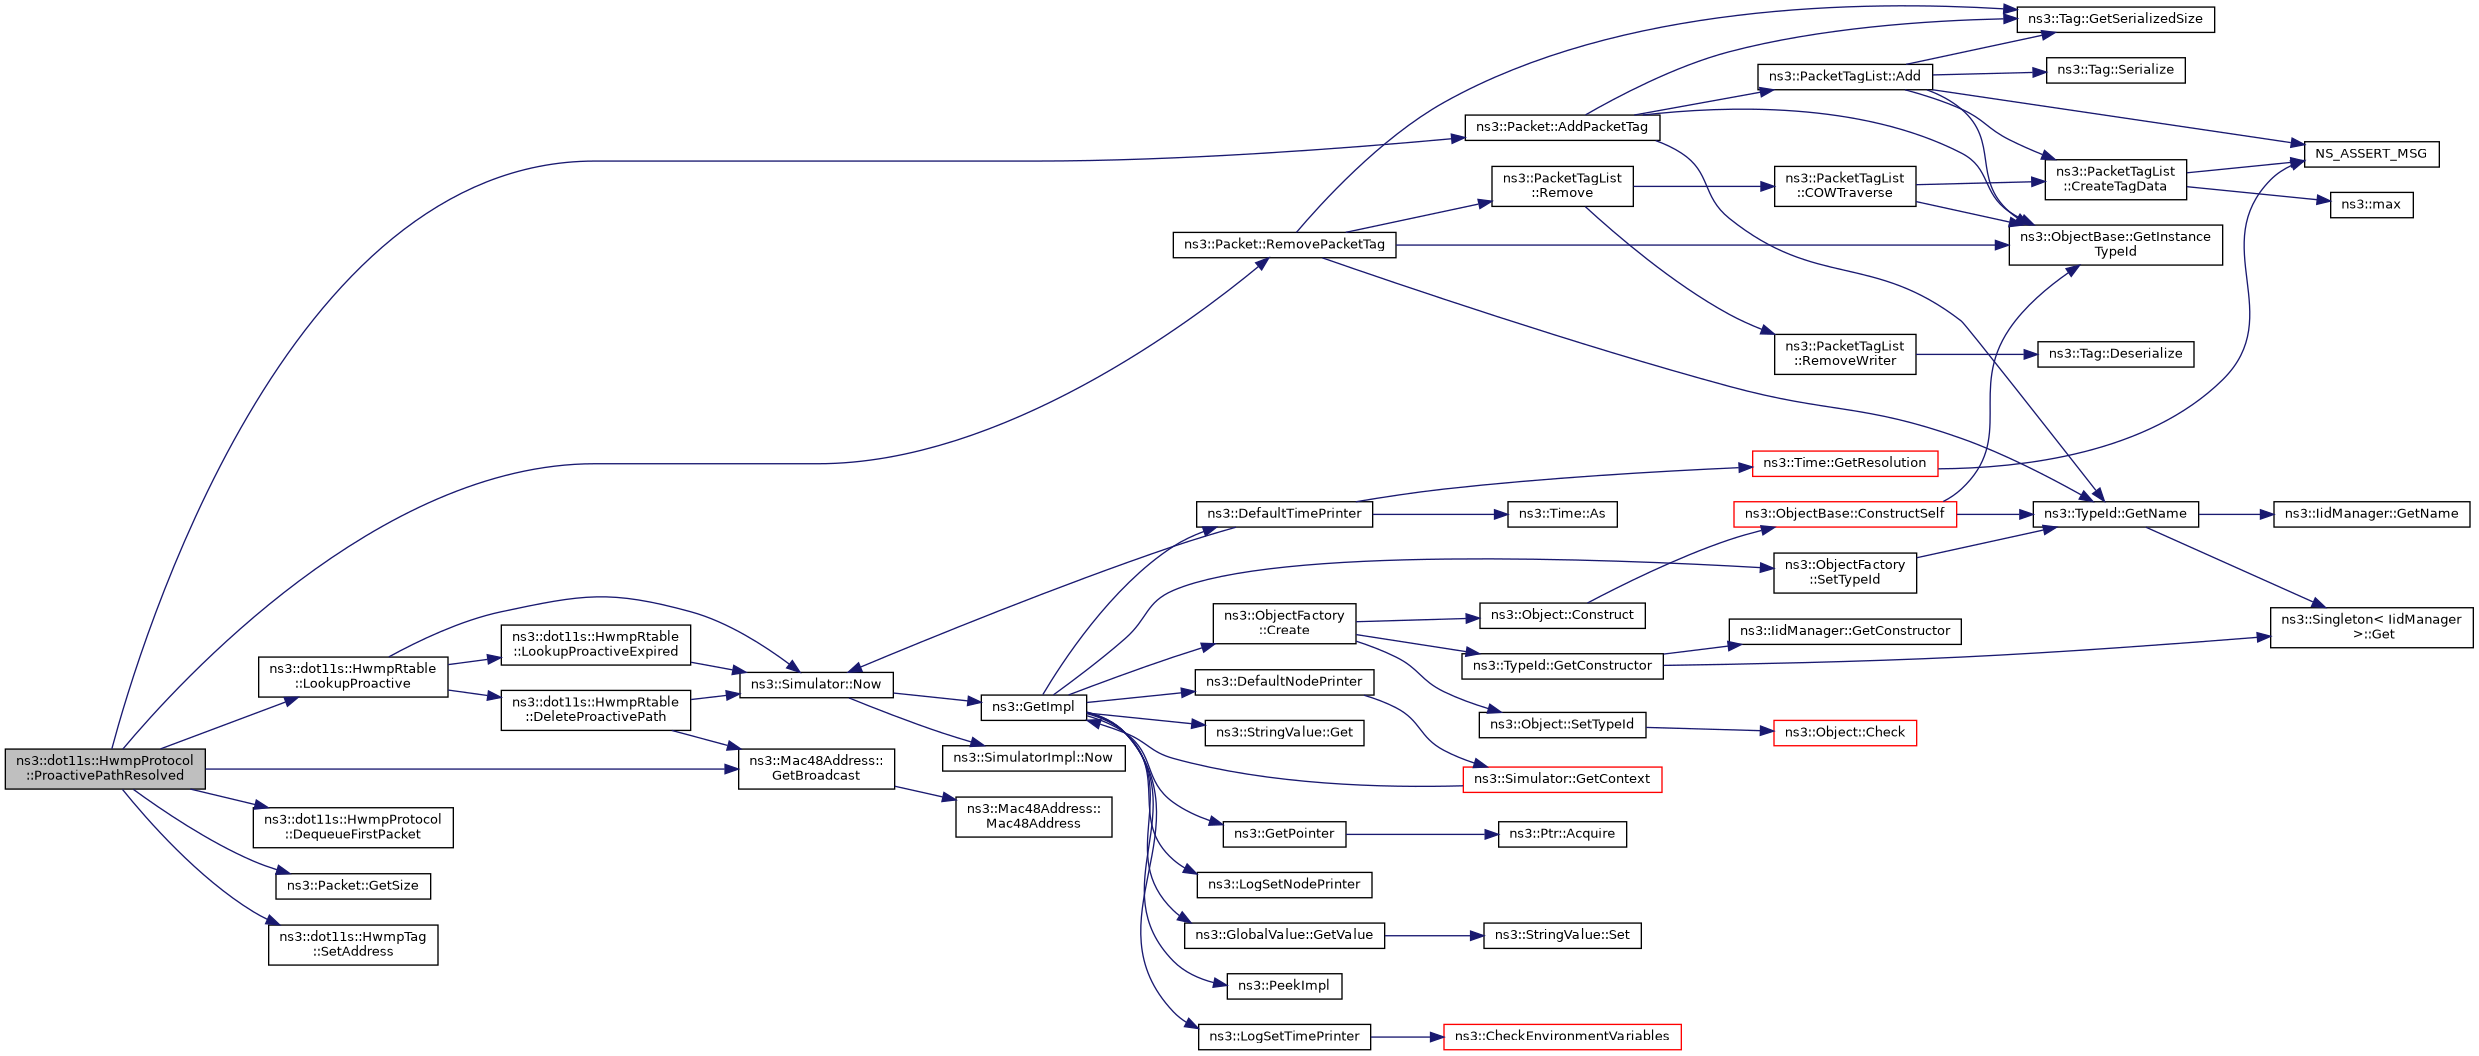 ns3::dot11s::HwmpProtocol
::ProactivePathResolved
ns3::Packet::AddPacketTag
ns3::Packet::RemovePacketTag
ns3::dot11s::HwmpRtable
::LookupProactive
ns3::Mac48Address::
GetBroadcast
ns3::dot11s::HwmpProtocol
::DequeueFirstPacket
ns3::Packet::GetSize
ns3::dot11s::HwmpTag
::SetAddress
ns3::dot11s::HwmpRtable
::LookupProactiveExpired
ns3::dot11s::HwmpRtable
::DeleteProactivePath
ns3::Simulator::Now
ns3::GetImpl
ns3::SimulatorImpl::Now
ns3::Mac48Address::
Mac48Address
ns3::DefaultTimePrinter
ns3::ObjectFactory
::Create
ns3::DefaultNodePrinter
ns3::StringValue::Get
ns3::GetPointer
ns3::LogSetNodePrinter
ns3::GlobalValue::GetValue
ns3::PeekImpl
ns3::LogSetTimePrinter
ns3::PacketTagList
::Remove
ns3::Time::As
ns3::Object::Construct
ns3::TypeId::GetConstructor
ns3::Object::SetTypeId
ns3::Simulator::GetContext
ns3::Ptr::Acquire
ns3::StringValue::Set
ns3::CheckEnvironmentVariables
ns3::PacketTagList::Add
ns3::PacketTagList
::COWTraverse
ns3::PacketTagList
::RemoveWriter
ns3::Time::GetResolution
ns3::ObjectBase::ConstructSelf
ns3::ObjectFactory
::SetTypeId
ns3::IidManager::GetConstructor
ns3::Object::Check
ns3::Tag::GetSerializedSize
ns3::Tag::Serialize
ns3::PacketTagList
::CreateTagData
ns3::ObjectBase::GetInstance
TypeId
ns3::Tag::Deserialize
ns3::TypeId::GetName
NS_ASSERT_MSG
ns3::max
ns3::IidManager::GetName
ns3::Singleton< IidManager
>::Get